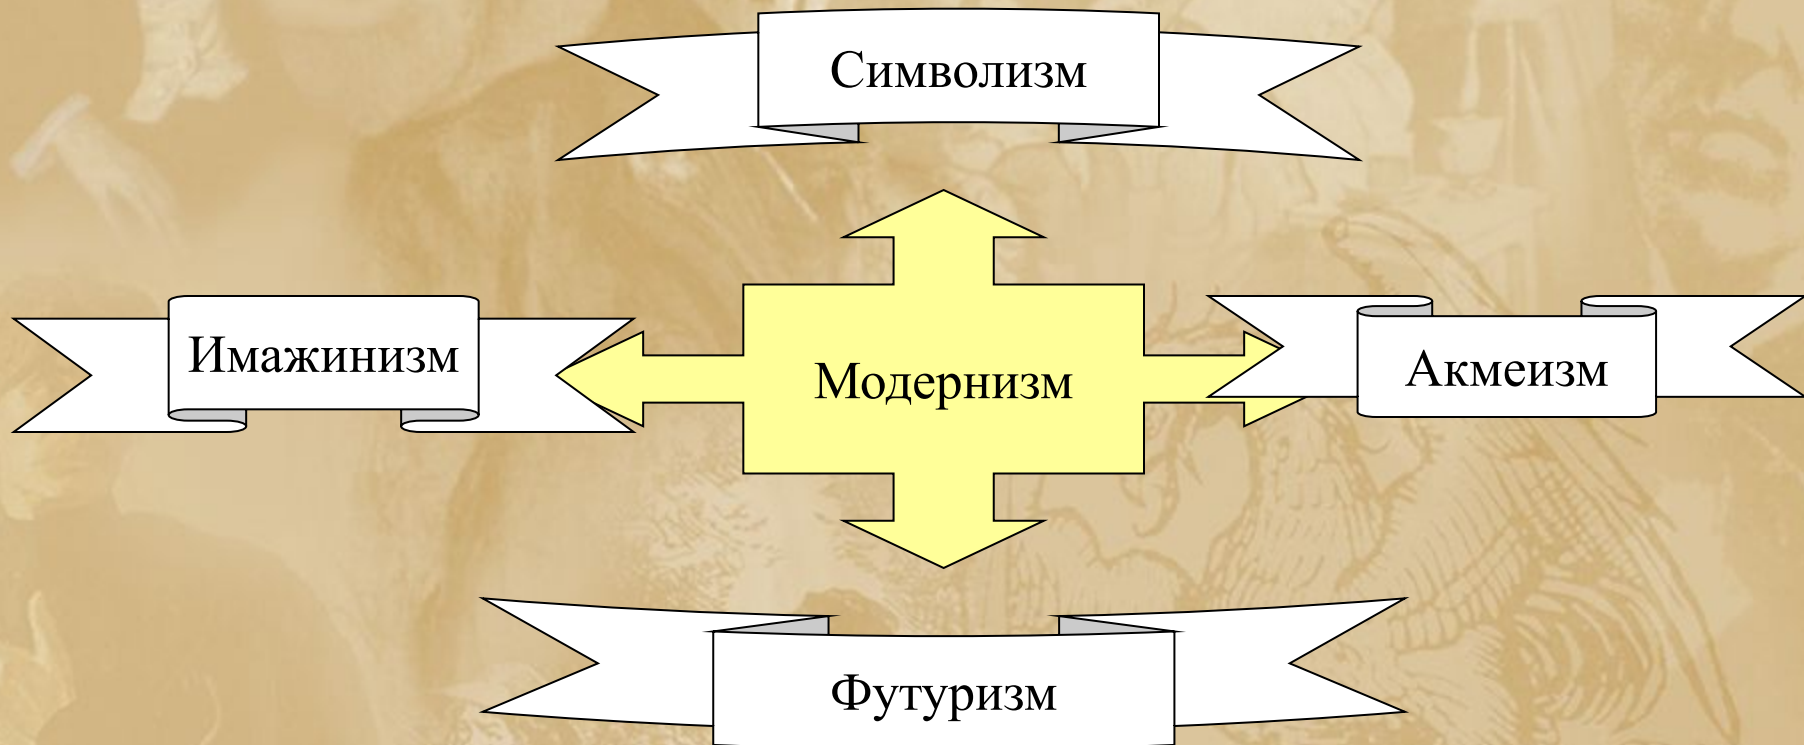 Символизм
Имажинизм
Модернизм
Акмеизм
Футуризм